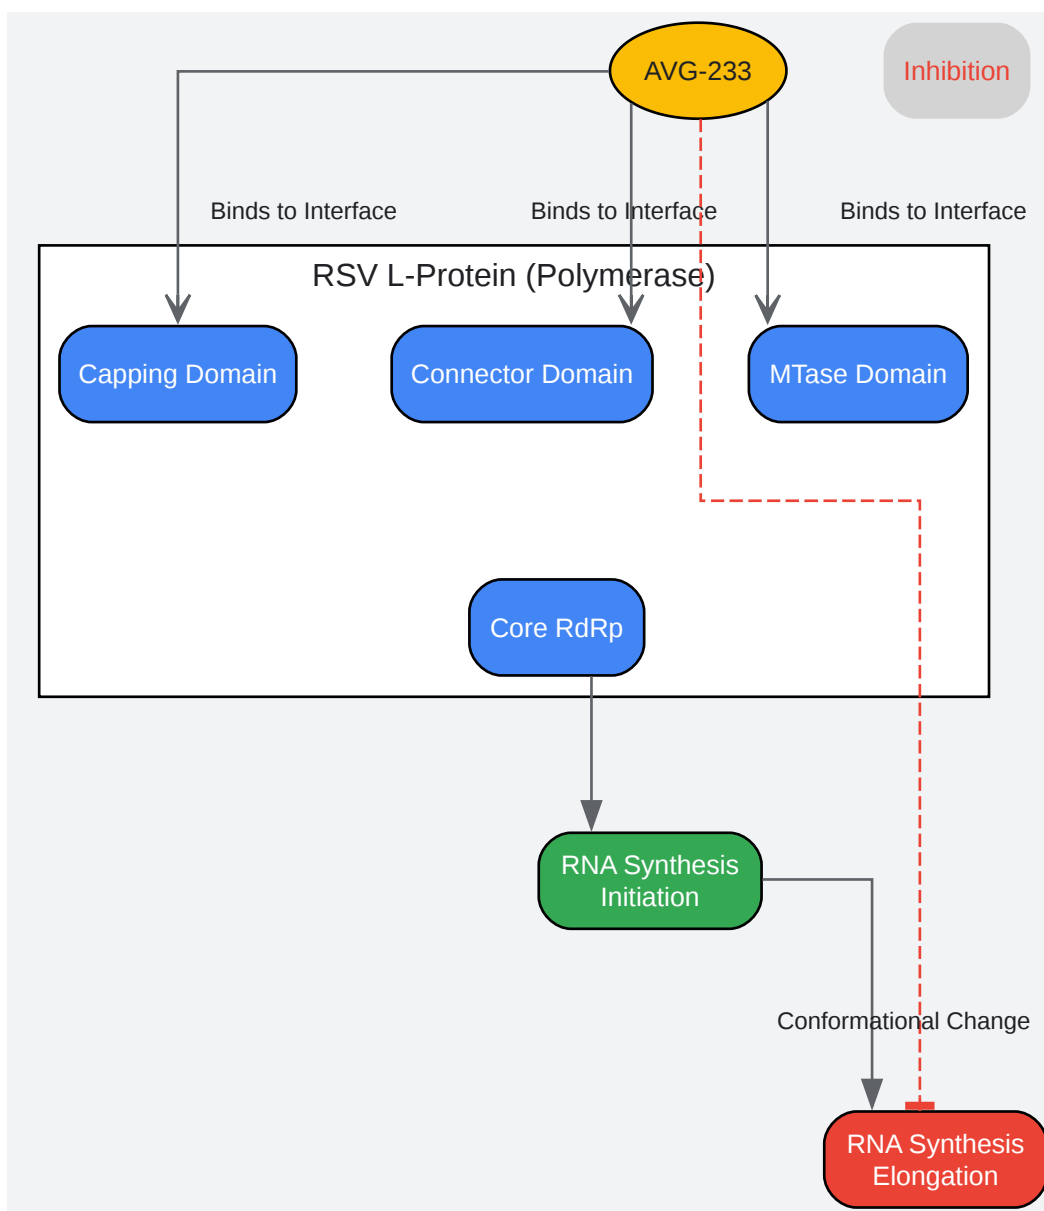 AVG-233
Inhibition
Binds to Interface
Binds to Interface
Binds to Interface
RSV L-Protein (Polymerase)
Capping Domain
Connector Domain
MTase Domain
Core RdRp
RNA Synthesis
Initiation
Conformational Change
RNA Synthesis
Elongation